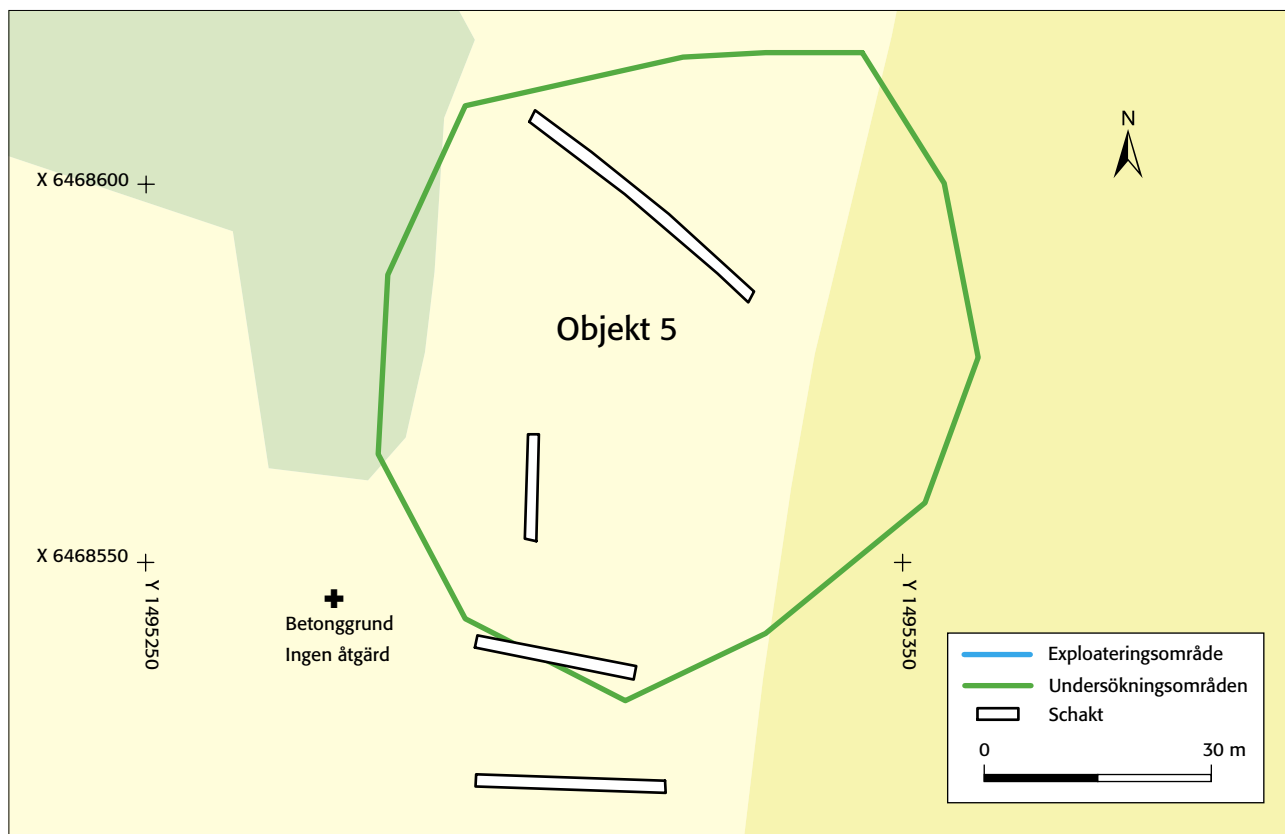 N
X 6468600
Objekt 5
X 6468550
Y 1495250
Y 1495350
Betonggrund
Ingen åtgärd
Exploateringsområde
Undersökningsområden
Schakt
0 30 m